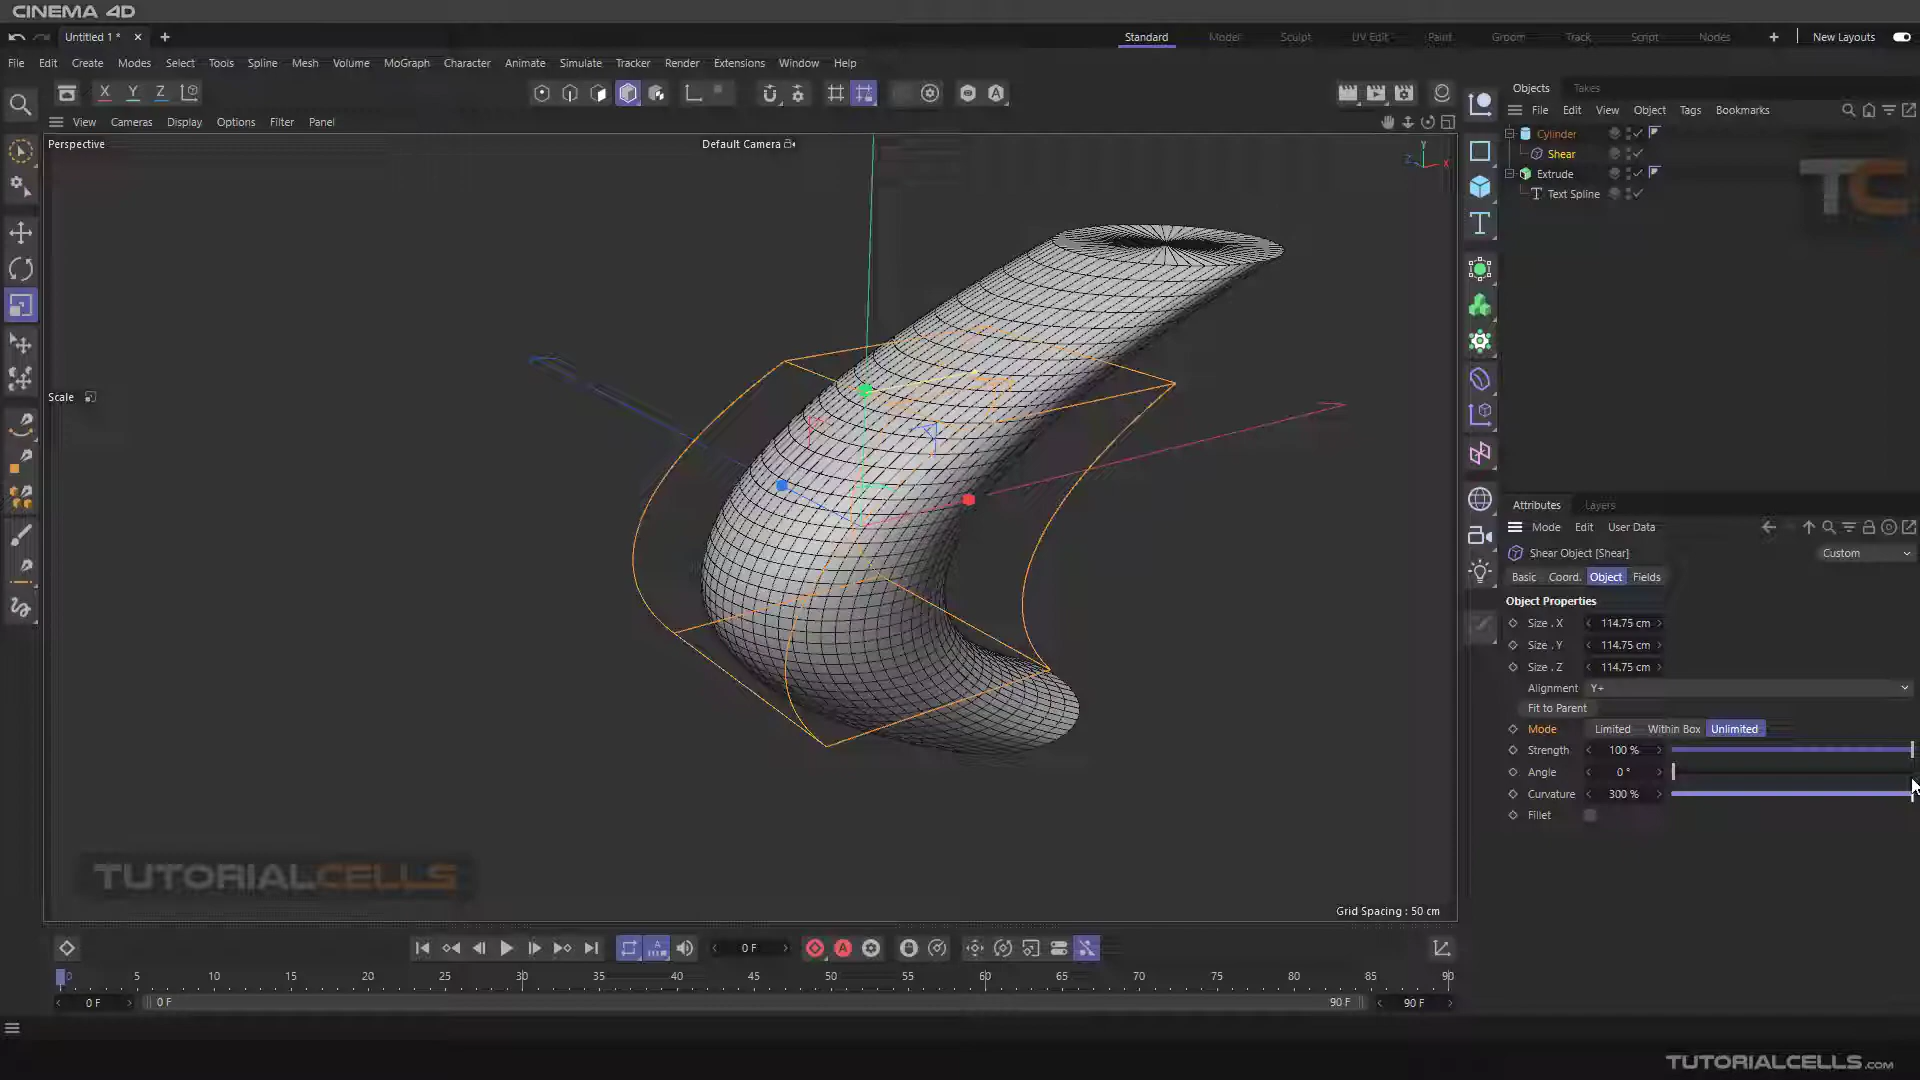 CINEMA 4D
Untitled 1 *
Standard Model Sculpt UV Edit Paint Groom Track Script Nodes New Layouts
File Edit Create Modes Select Spline Tools Mesh Volume MoGraph Character Animate Simulate Tracker Render Extensions Window Help
X Y Z
View Cameras Display Options Filter Panel
Perspective
Default Camera
Y
Z
X
Scale
TUTORIALCELLS
Grid Spacing : 50 cm
0 F
0 5 10 15 20 25 30 35 40 45 50 55 60 65 70 75 80 85 90
0 F 0 F 90 F 90 F
Objects Takes
File Edit View Object Tags Bookmarks
Cylinder
Shear
Extrude
Text Spline
TC
Attributes Layers
Mode Edit User Data
Shear Object [Shear] Custom
Basic Coord. Object Fields
Object Properties
Size . X 114.75 cm
Size . Y 114.75 cm
Size . Z 114.75 cm
Alignment Y+
Fit to Parent
Mode Limited Within Box Unlimited
Strength 100 %
Angle 0 °
Curvature 300 %
Fillet
TUTORIALCELLS.COM